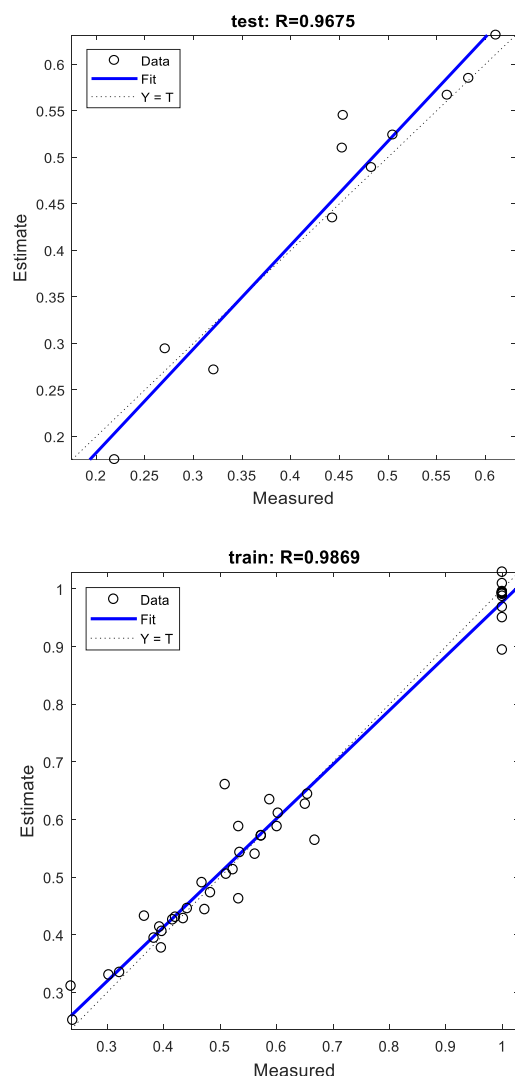 test: R=0.9675
Data
Fit
Y = T
0.6
0.55
0.5
0.45
0.4
0.35
0.3
0.25
0.2
Estimate
0.2 0.25 0.3 0.35 0.4 0.45 0.5 0.55 0.6
Measured
train: R=0.9869
Data
Fit
Y = T
1
0.9
0.8
0.7
0.6
0.5
0.4
0.3
Estimate
0.3 0.4 0.5 0.6 0.7 0.8 0.9 1
Measured